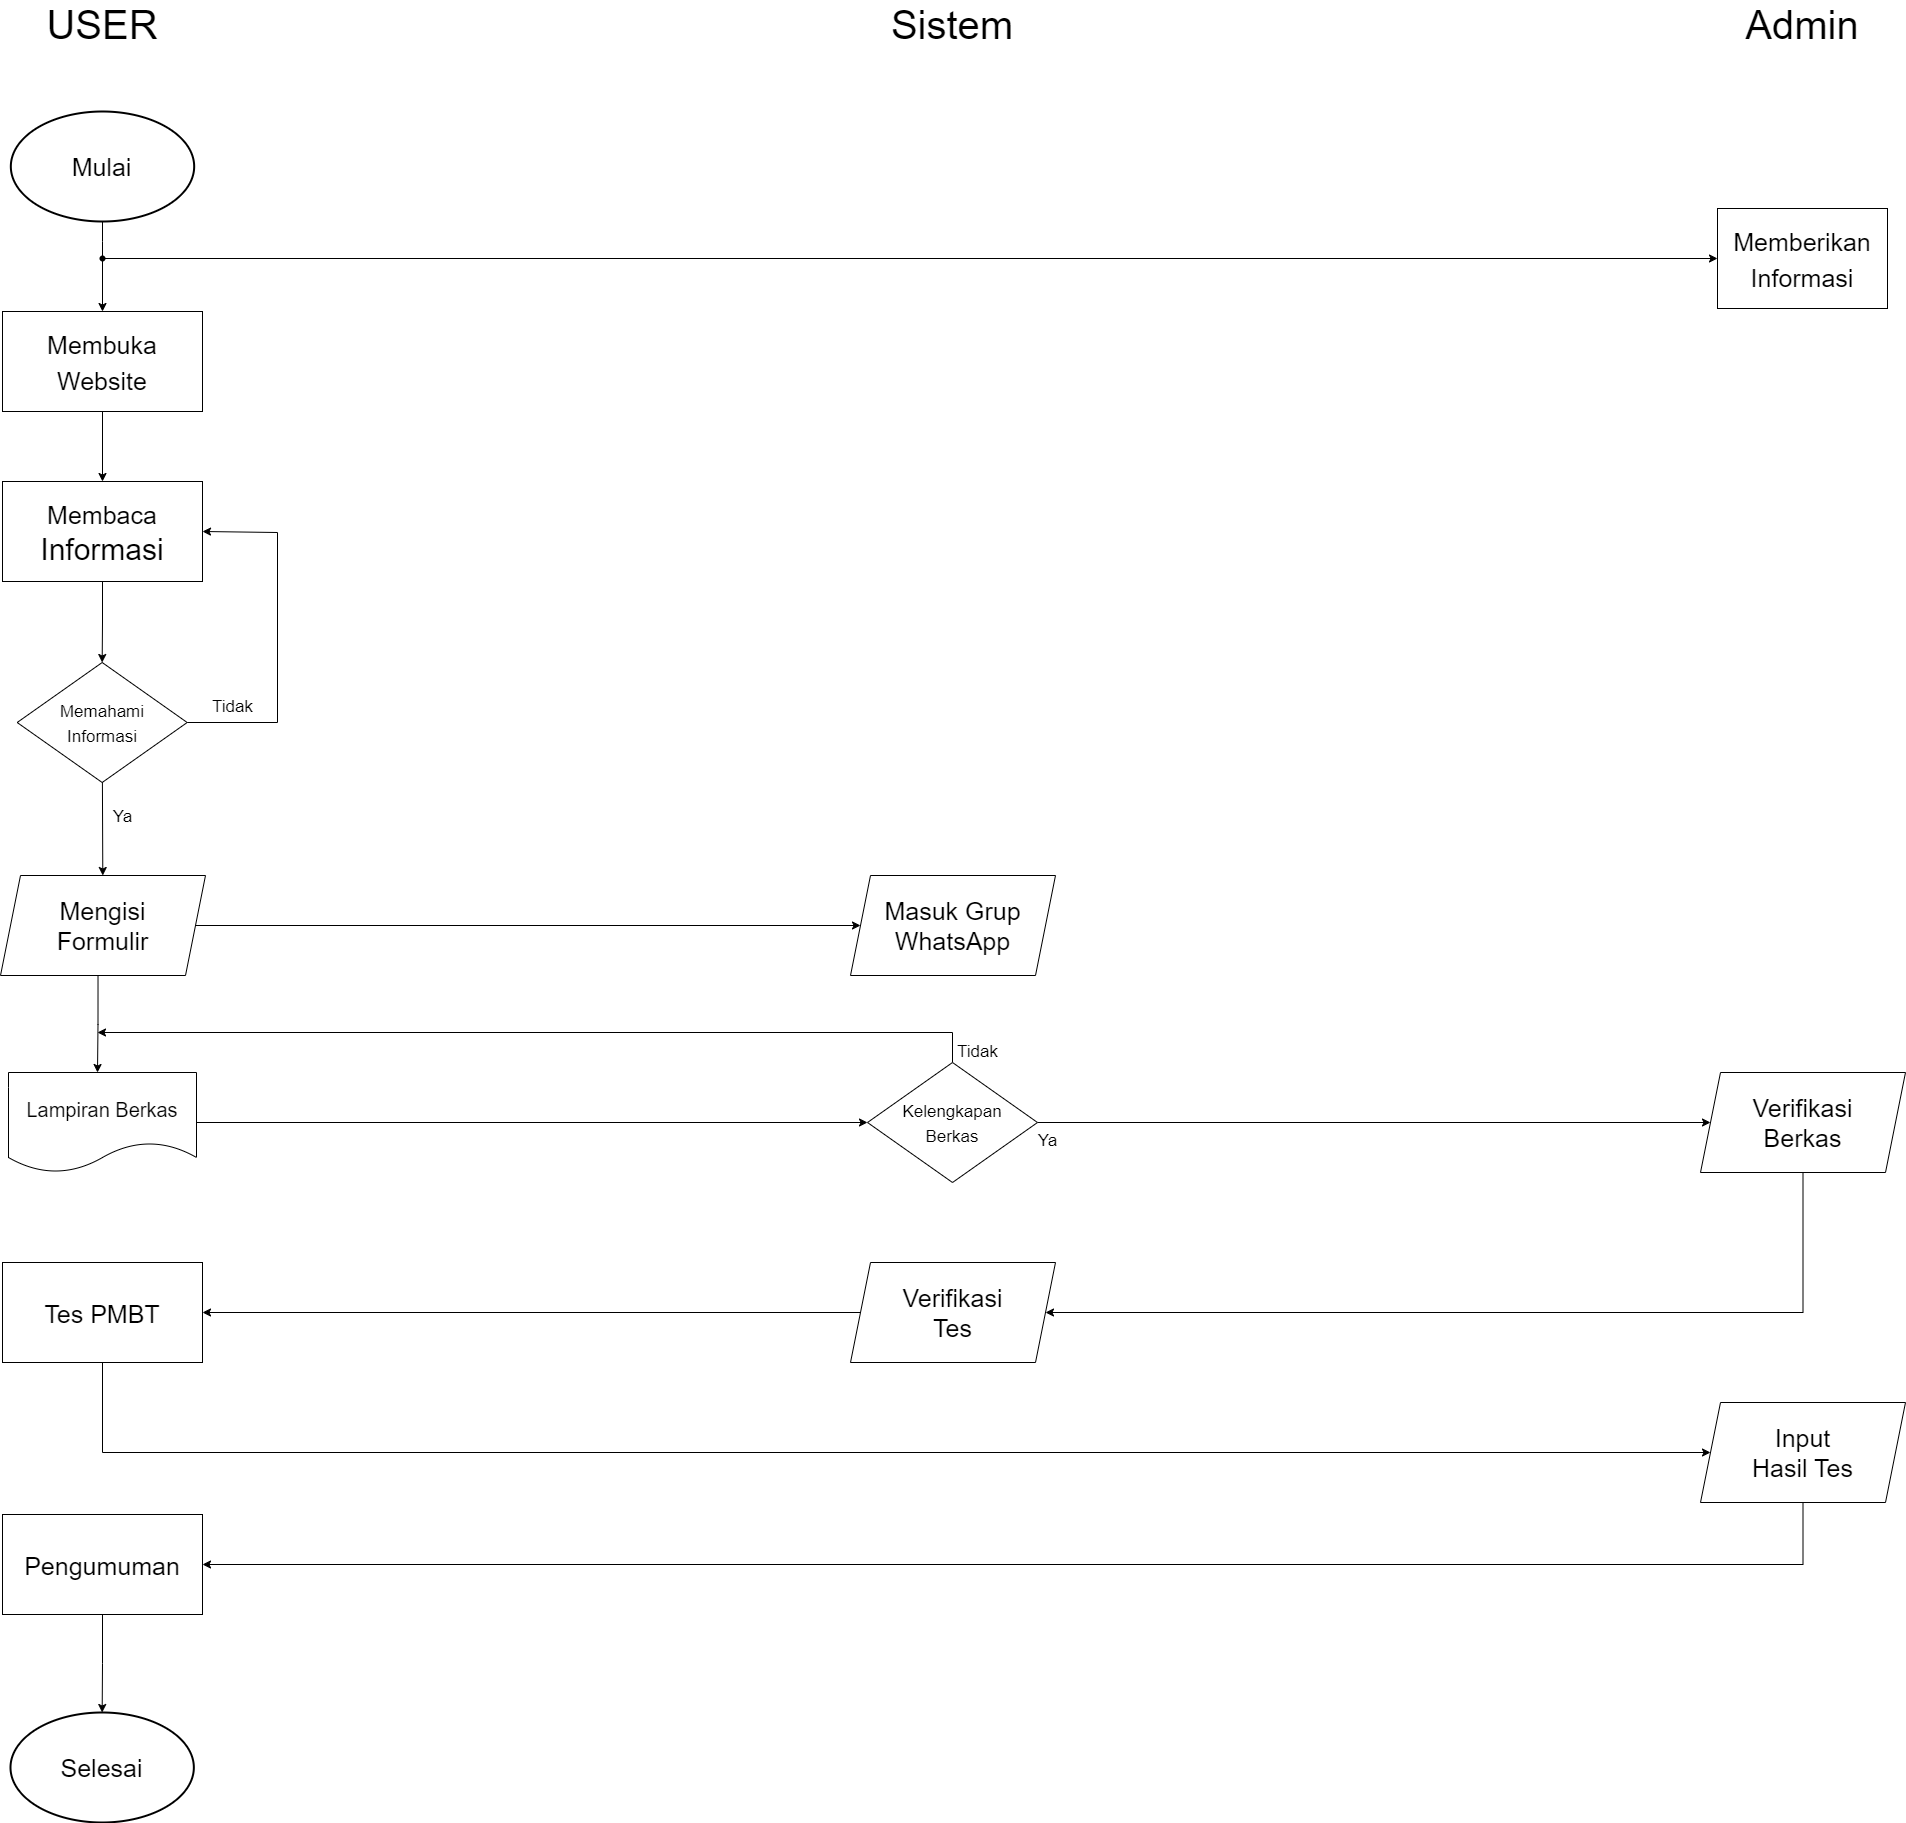 USER
Sistem
Admin
Mulai
Memberikan
Informasi
Membuka
Website
Membaca
Informasi
Memahami
Informasi
Tidak
Ya
Mengisi
Formulir
Masuk Grup
WhatsApp
Tidak
Lampiran Berkas
Kelengkapan
Berkas
Ya
Verifikasi
Berkas
Tes PMBT
Verifikasi
Tes
Input
Hasil Tes
Pengumuman
Selesai